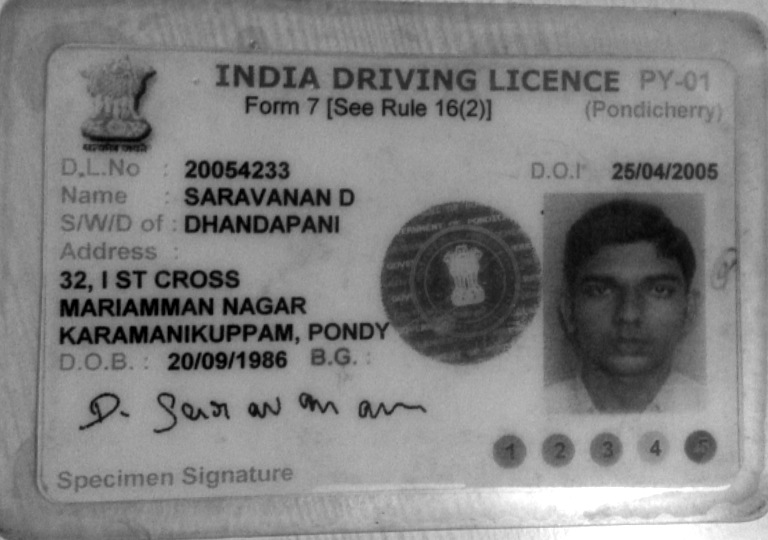 INDIA DRIVING LICENCE PY-01
Form 7 [See Rule 16(2)] (Pondicherry)
D.L.No : 20054233 D.O.I 25/04/2005
Name : SARAVANAN D
S/W/D of : DHANDAPANI
Address :
32, I ST CROSS
MARIAMMAN NAGAR
KARAMANIKUPPAM, PONDY
D.O.B. : 20/09/1986 B.G. :
D. Saravanan
1 2 3 4 5
Specimen Signature